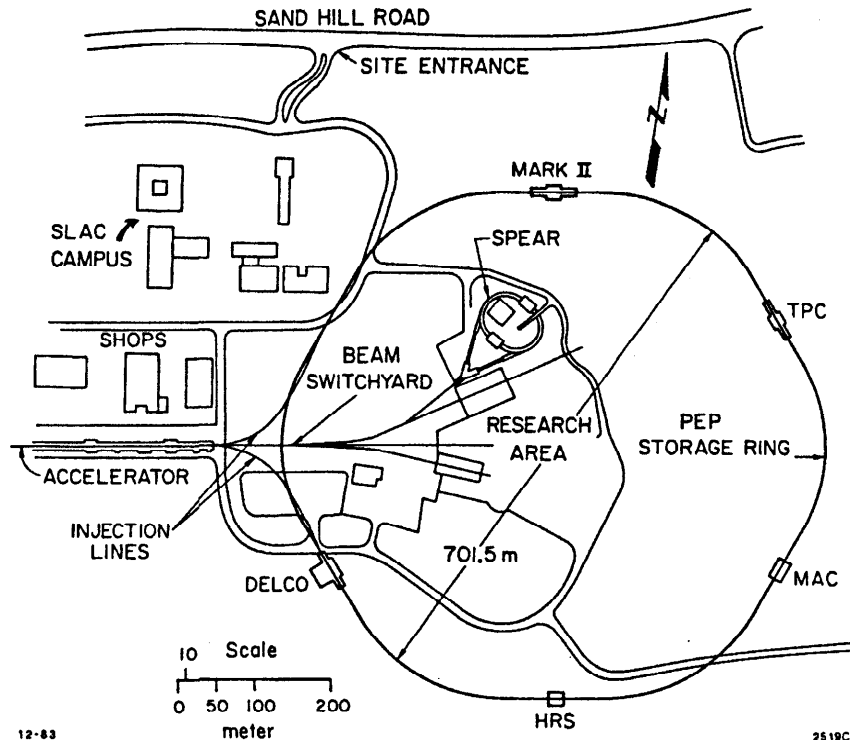 SAND HILL ROAD
SITE ENTRANCE
N
MARK II
SLAC
CAMPUS
SPEAR
TPC
SHOPS
BEAM
SWITCHYARD
RESEARCH
AREA
PEP
STORAGE RING
ACCELERATOR
INJECTION
LINES
701.5 m
DELCO
MAC
10 Scale
0 50 100 200
meter
HRS
12-83
2519C